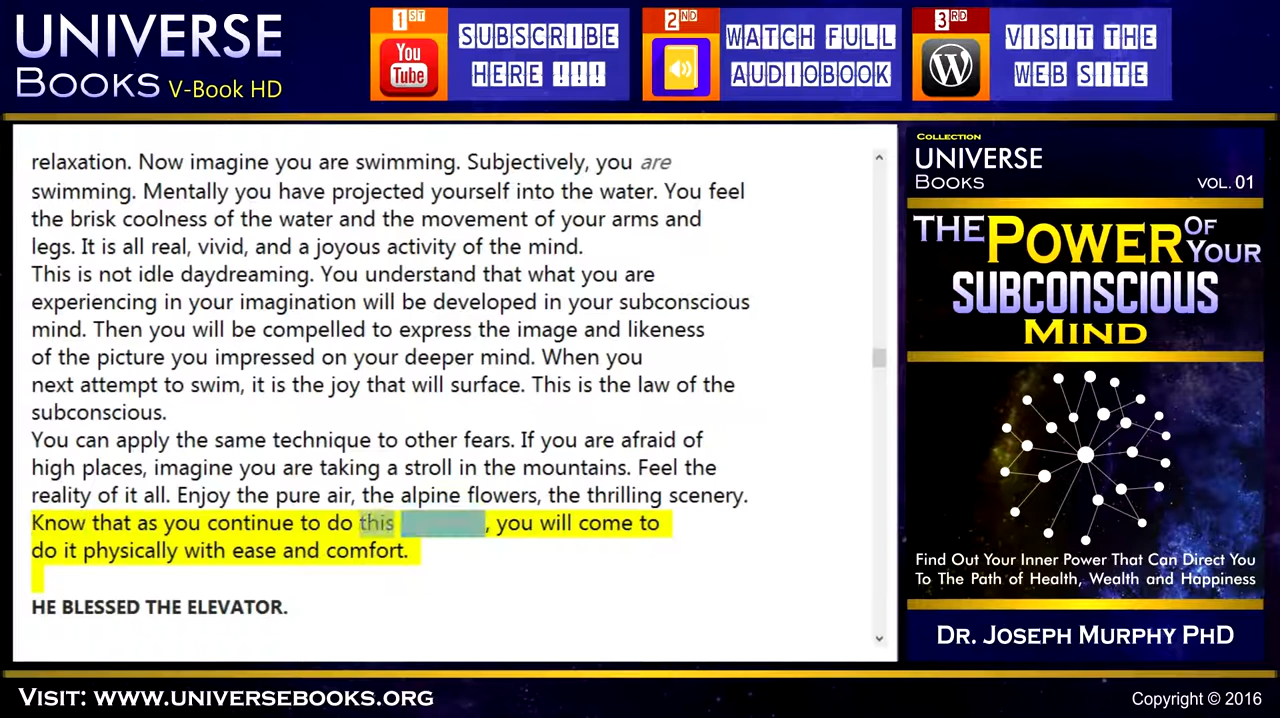 UNIVERSE
BOOKS V-Book HD
1ST
You
Tube
SUBSCRIBE
HERE !!!
2ND
WATCH FULL
AUDIOBOOK
3RD
VISIT THE
WEB SITE
relaxation. Now imagine you are swimming. Subjectively, you are
swimming. Mentally you have projected yourself into the water. You feel
the brisk coolness of the water and the movement of your arms and
legs. It is all real, vivid, and a joyous activity of the mind.
This is not idle daydreaming. You understand that what you are
experiencing in your imagination will be developed in your subconscious
mind. Then you will be compelled to express the image and likeness
of the picture you impressed on your deeper mind. When you
next attempt to swim, it is the joy that will surface. This is the law of the
subconscious.
You can apply the same technique to other fears. If you are afraid of
high places, imagine you are taking a stroll in the mountains. Feel the
reality of it all. Enjoy the pure air, the alpine flowers, the thrilling scenery.
Know that as you continue to do this , you will come to
do it physically with ease and comfort.
HE BLESSED THE ELEVATOR.
COLLECTION
UNIVERSE
BOOKS VOL. 01
THE POWER OF
YOUR
SUBCONSCIOUS
MIND
Find Out Your Inner Power That Can Direct You
To The Path of Health, Wealth and Happiness
DR. JOSEPH MURPHY PHD
VISIT: WWW.UNIVERSEBOOKS.ORG
Copyright © 2016